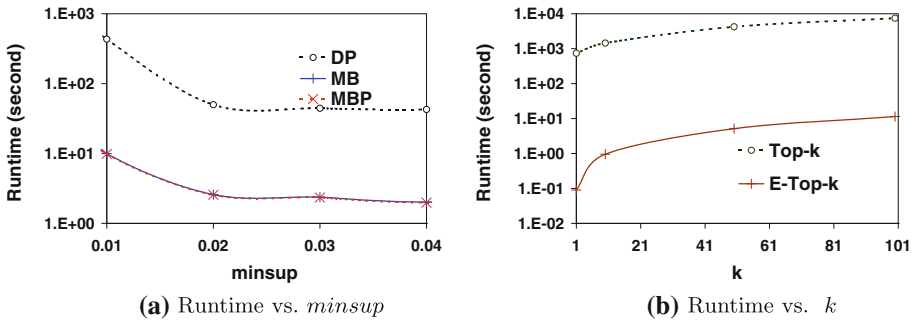 1.E+03
1.E+02
1.E+01
1.E+00
Runtime (second)
DP
MB
MBP
0.01 0.02 0.03 0.04
minsup
(a) Runtime vs. minsup
1.E+04
1.E+03
1.E+02
1.E+01
1.E+00
1.E-01
1.E-02
Runtime (second)
Top-k
E-Top-k
1 21 41 61 81 101
k
(b) Runtime vs. k